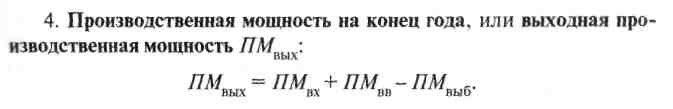 4. Производственная мощность на конец года, или выходная про-
изводственная мощность ПМвых:
ПМвых = ПМвх + ПМвв – ПМвыб.